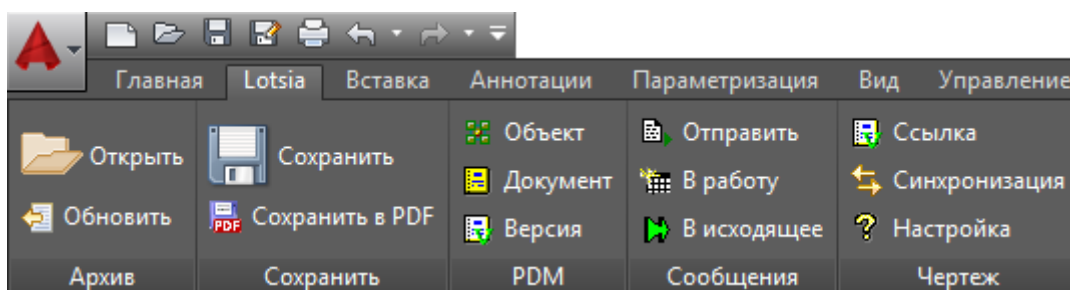 Главная Lotsia Вставка Аннотации Параметризация Вид Управление
Открыть
Обновить
Архив
Сохранить
PDF Сохранить в PDF
Сохранить
Объект
Документ
Версия
PDM
Отправить
В работу
В исходящее
Сообщения
Ссылка
Синхронизация
Настройка
Чертеж